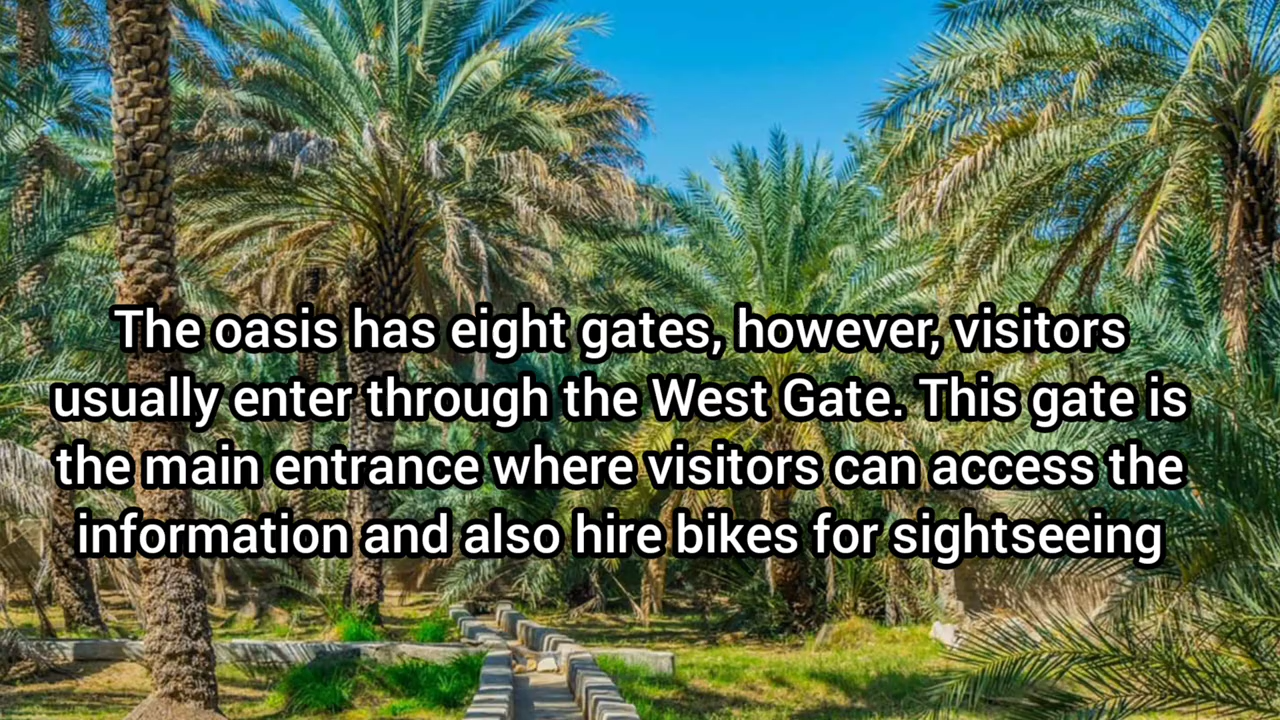 The oasis has eight gates, however, visitors
usually enter through the West Gate. This gate is
the main entrance where visitors can access the
information and also hire bikes for sightseeing